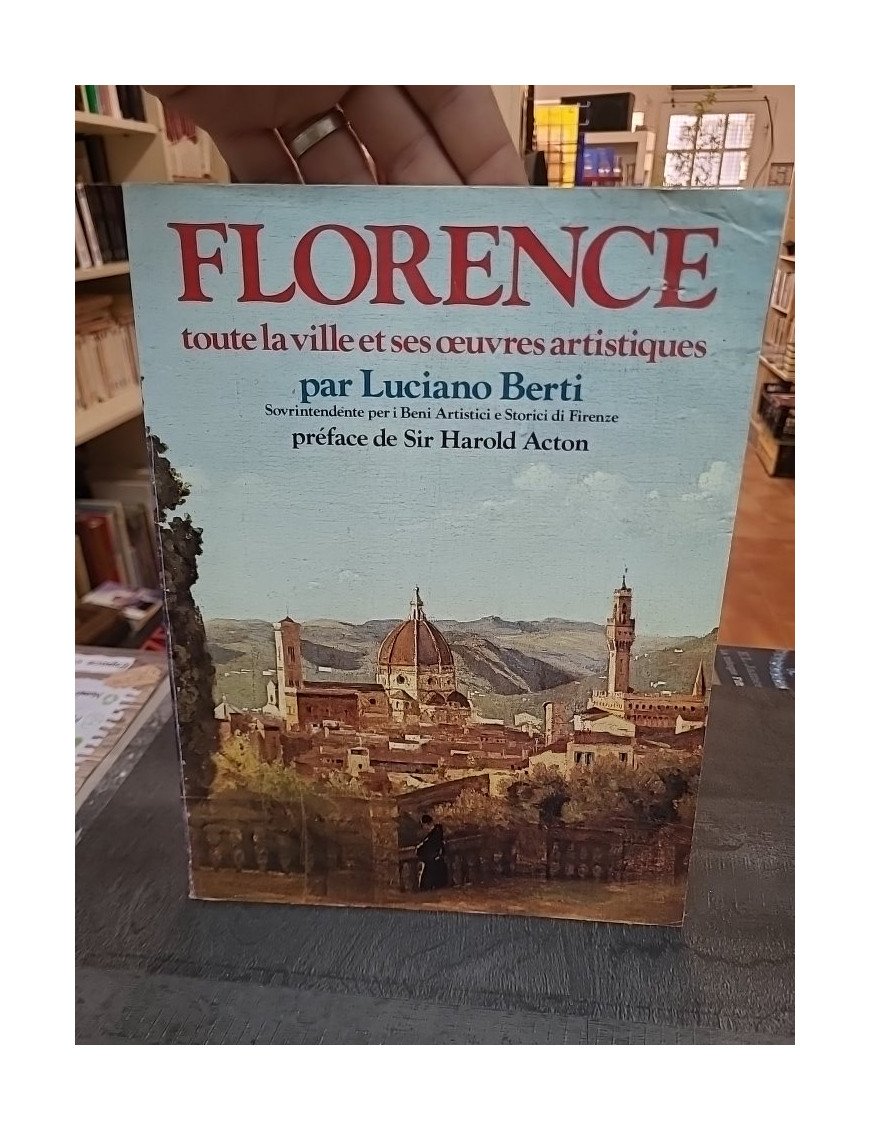 FLORENCE
toute la ville et ses œuvres artistiques
par Luciano Berti
Sovrintendente per i Beni Artistici e Storici di Firenze
préface de Sir Harold Acton